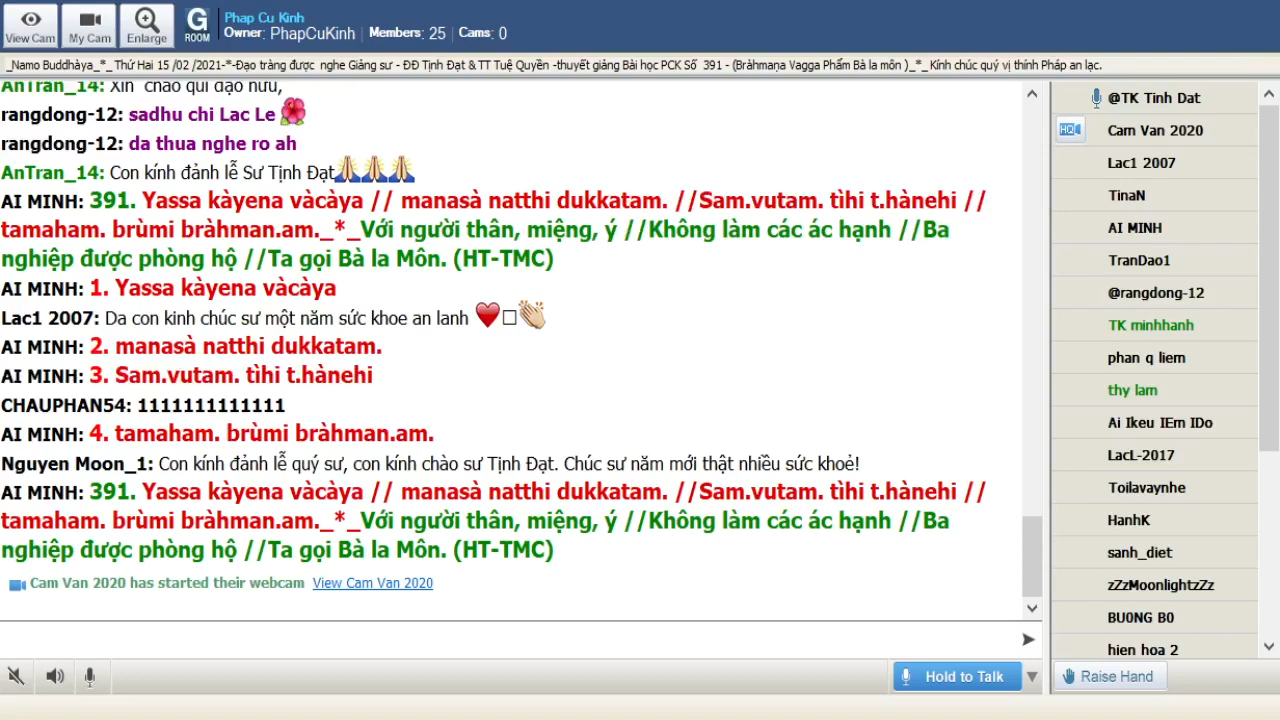 View Cam
My Cam
Enlarge
G
ROOM
Phap Cu Kinh
Owner: PhapCuKinh | Members: 25 | Cams: 0
_Namo Buddhàya_*_ Thứ Hai 15 /02 /2021-*-Đạo tràng được nghe Giảng sư - ĐĐ Tịnh Đạt & TT Tuệ Quyền -thuyết giảng Bài học PCK Số 391 - (Bràhmaṇa Vagga Phẩm Bà la môn )_*_ Kính chúc quý vị thính Pháp an lạc.
AnTran_14: Xin chào quí đạo hữu,
rangdong-12: sadhu chi Lac Le
rangdong-12: da thua nghe ro ah
AnTran_14: Con kính đảnh lễ Sư Tịnh Đạt
AI MINH: 391. Yassa kàyena vàcàya // manasà natthi dukkatam. //Sam.vutam. tìhi t.hànehi //
tamaham. brùmi bràhman.am._*_Với người thân, miệng, ý //Không làm các ác hạnh //Ba
nghiệp được phòng hộ //Ta gọi Bà la Môn. (HT-TMC)
AI MINH: 1. Yassa kàyena vàcàya
Lac1 2007: Da con kinh chúc sư một năm sức khoe an lanh
AI MINH: 2. manasà natthi dukkatam.
AI MINH: 3. Sam.vutam. tìhi t.hànehi
CHAUPHAN54: 1111111111111
AI MINH: 4. tamaham. brùmi bràhman.am.
Nguyen Moon_1: Con kính đảnh lễ quý sư, con kính chào sư Tịnh Đạt. Chúc sư năm mới thật nhiều sức khoẻ!
AI MINH: 391. Yassa kàyena vàcàya // manasà natthi dukkatam. //Sam.vutam. tìhi t.hànehi //
tamaham. brùmi bràhman.am._*_Với người thân, miệng, ý //Không làm các ác hạnh //Ba
nghiệp được phòng hộ //Ta gọi Bà la Môn. (HT-TMC)
Cam Van 2020 has started their webcam View Cam Van 2020
@TK Tinh Dat
HQ
Cam Van 2020
Lac1 2007
TinaN
AI MINH
TranDao1
@rangdong-12
TK minhhanh
phan q liem
thy lam
Ai Ikeu IEm IDo
LacL-2017
Toilavaynhe
HanhK
sanh_diet
zZzMoonlightzZz
BU0NG B0
hien hoa 2
Hold to Talk
Raise Hand